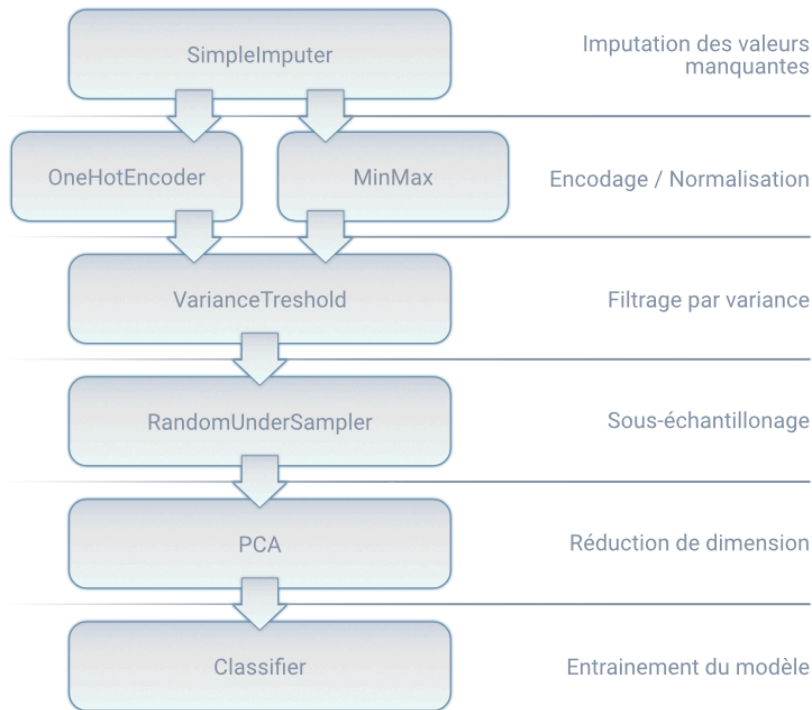 SimpleImputer
Imputation des valeurs
manquantes
OneHotEncoder
MinMax
Encodage / Normalisation
VarianceTreshold
Filtrage par variance
RandomUnderSampler
Sous-échantillonage
PCA
Réduction de dimension
Classifier
Entrainement du modèle